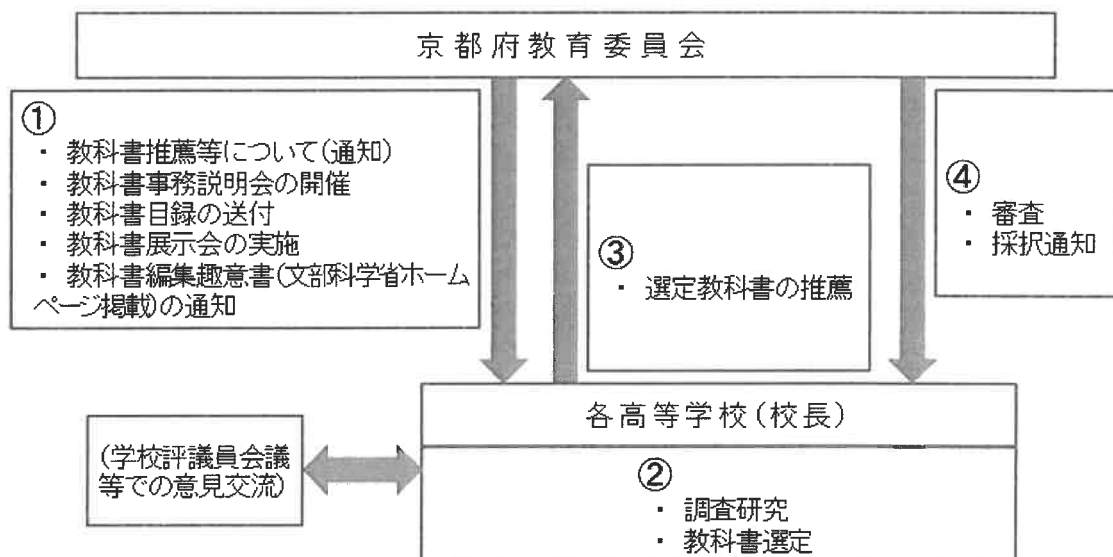 京都府教育委員会
①
・ 教科書推薦等について(通知)
・ 教科書事務説明会の開催
・ 教科書目録の送付
・ 教科書展示会の実施
・ 教科書編集趣意書(文部科学省ホーム
ページ掲載)の通知
③
・ 選定教科書の推薦
④
・ 審査
・ 採択通知
各高等学校(校長)
(学校評議員会議
等での意見交流)
②
・ 調査研究
・ 教科書選定